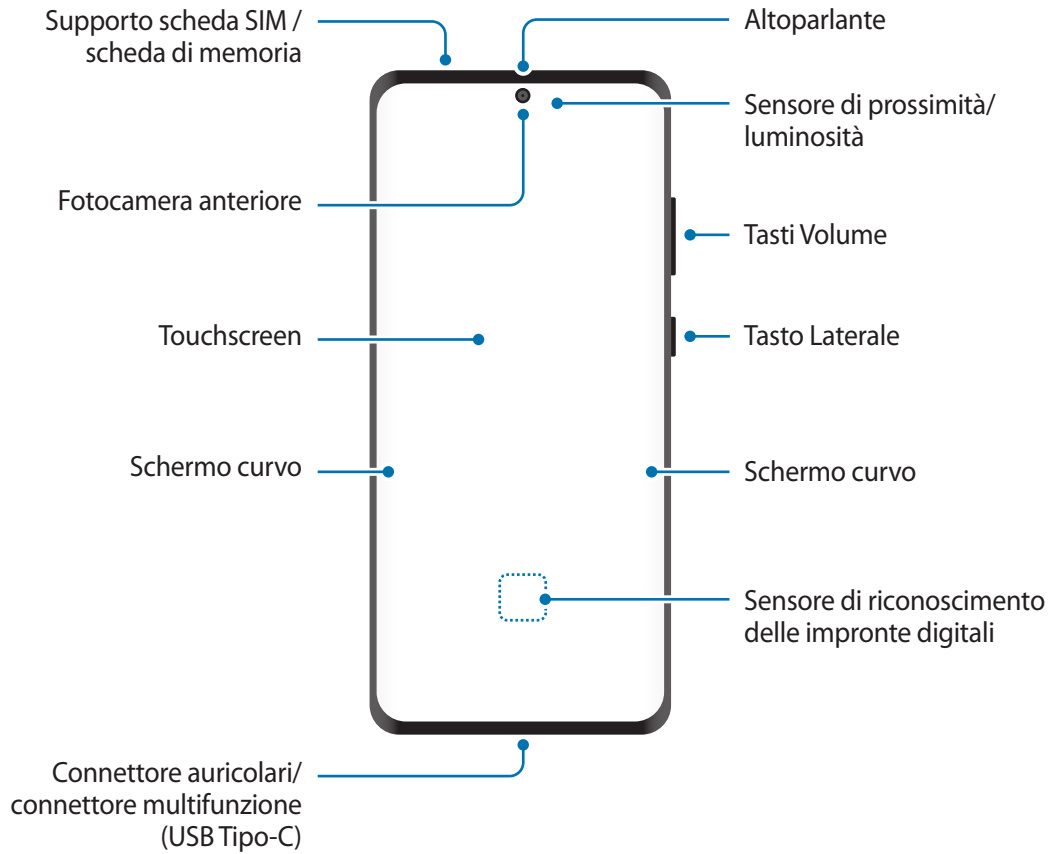 Supporto scheda SIM /
scheda di memoria
Altoparlante
Sensore di prossimità/
luminosità
Fotocamera anteriore
Tasti Volume
Touchscreen
Tasto Laterale
Schermo curvo
Schermo curvo
Sensore di riconoscimento
delle impronte digitali
Connettore auricolari/
connettore multifunzione
(USB Tipo-C)